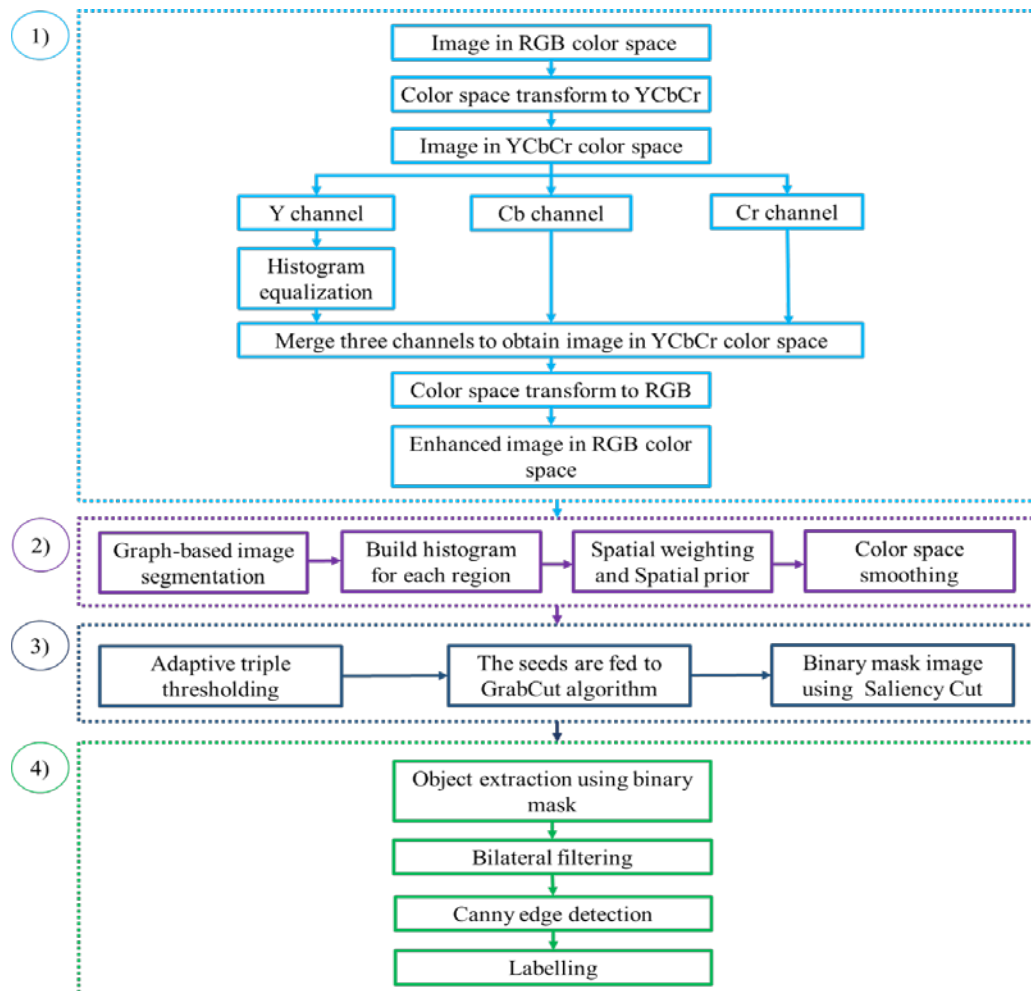 1)
Image in RGB color space
Color space transform to YCbCr
Image in YCbCr color space
Y channel
Cb channel
Cr channel
Histogram
equalization
Merge three channels to obtain image in YCbCr color space
Color space transform to RGB
Enhanced image in RGB color
space
2)
Graph-based image
segmentation
Build histogram
for each region
Spatial weighting
and Spatial prior
Color space
smoothing
3)
Adaptive triple
thresholding
The seeds are fed to
GrabCut algorithm
Binary mask image
using Saliency Cut
4)
Object extraction using binary
mask
Bilateral filtering
Canny edge detection
Labelling